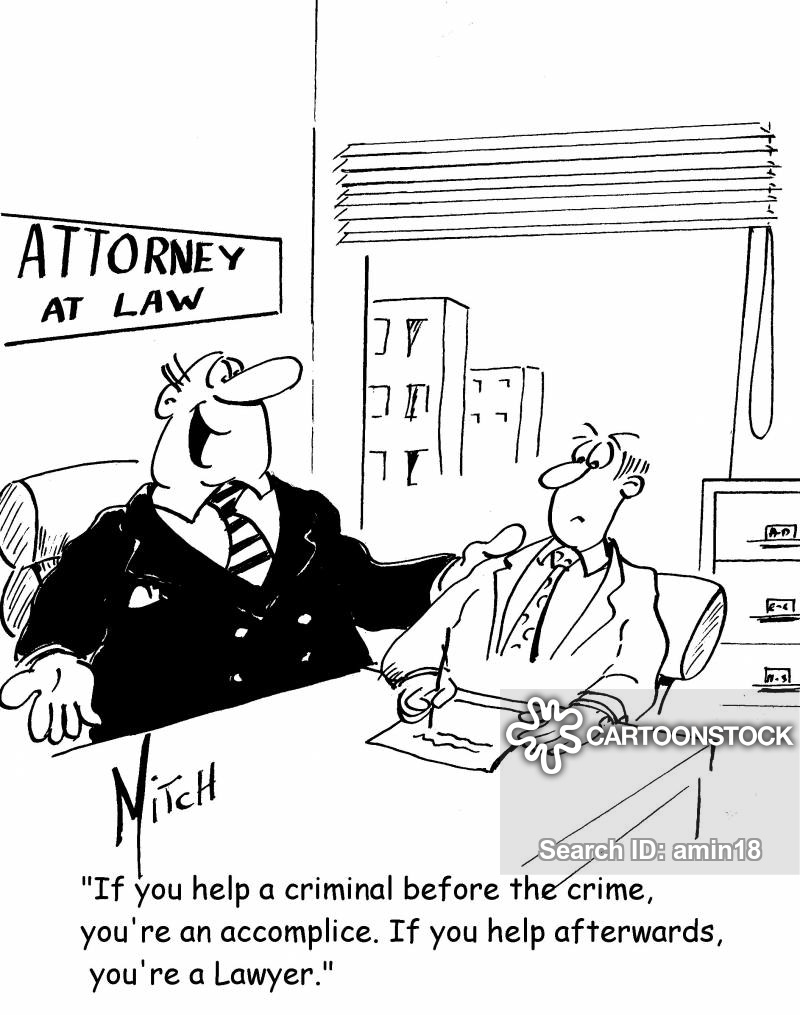 ATTORNEY
AT LAW
A-D
MITCH
CARTOONSTOCK
Search ID: amin18
"If you help a criminal before the crime,
you're an accomplice. If you help afterwards,
you're a Lawyer."